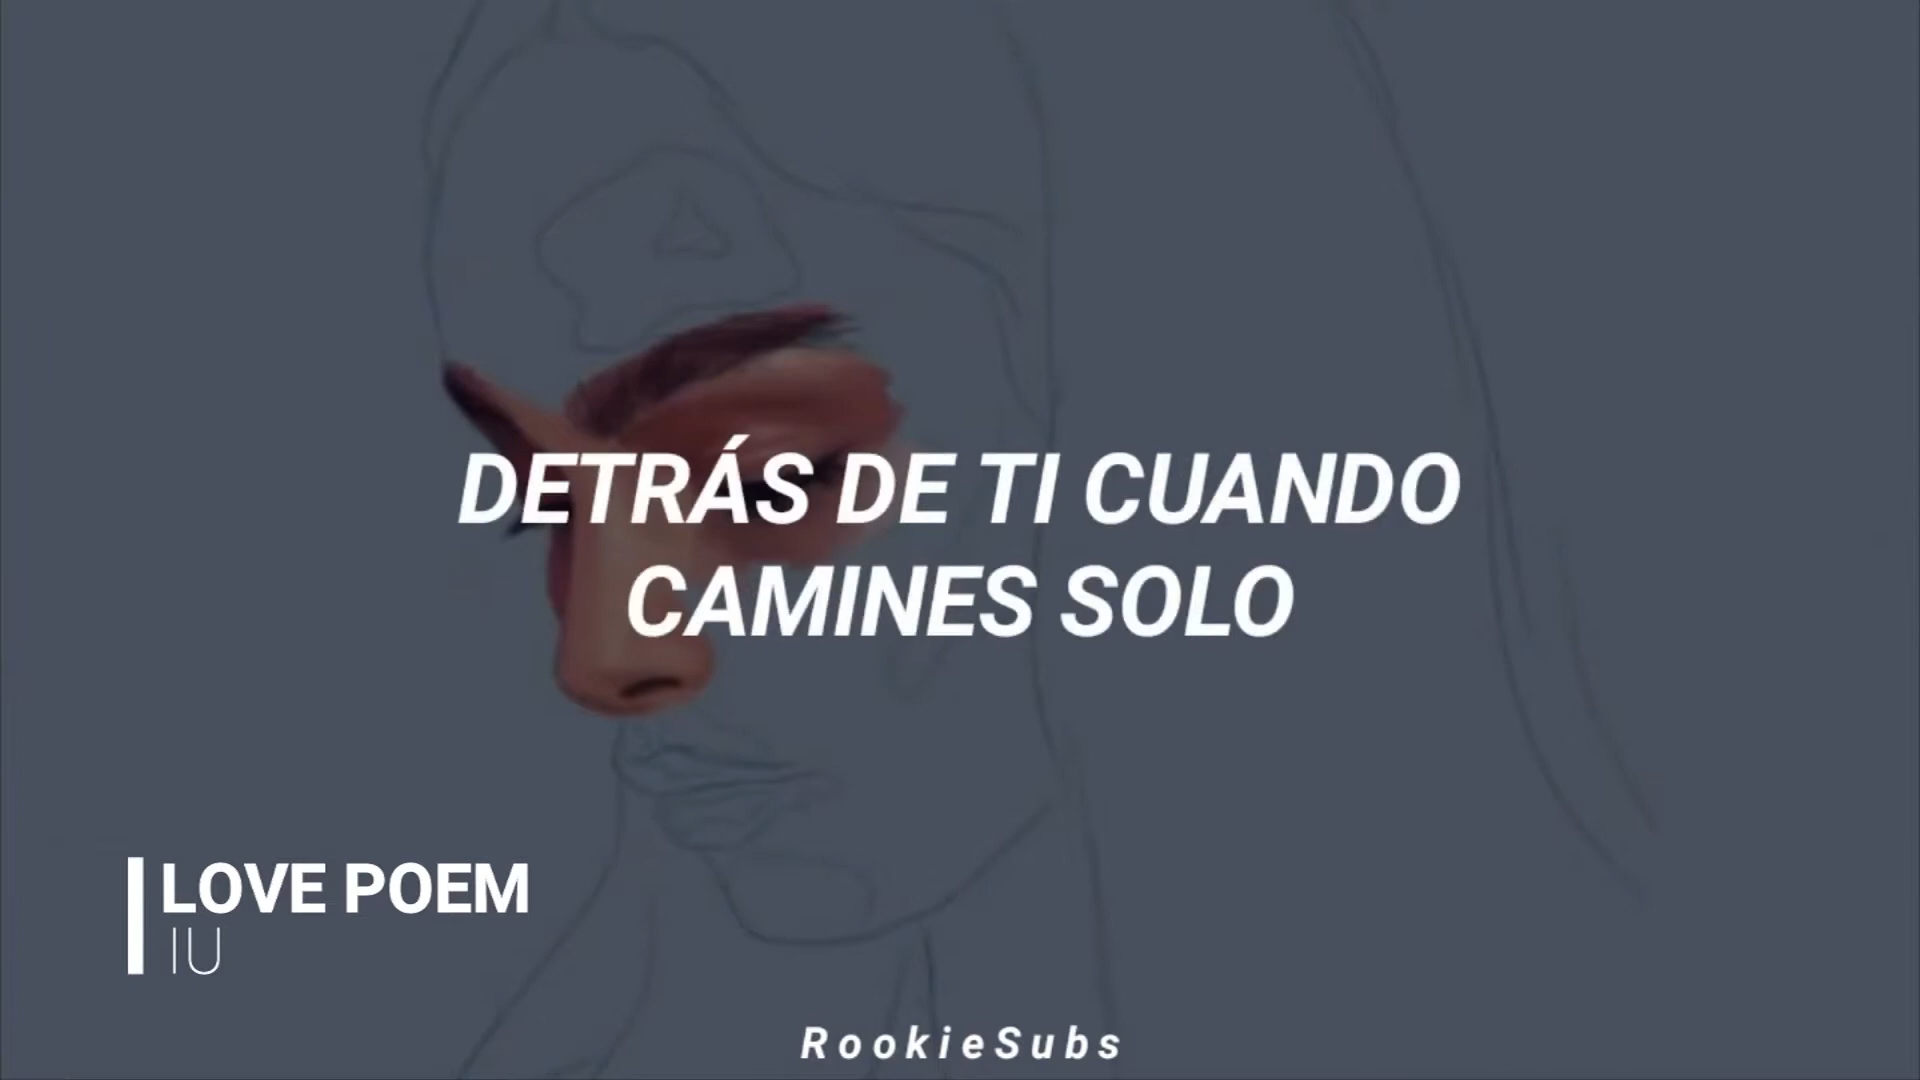 DETRÁS DE TI CUANDO
CAMINES SOLO
LOVE POEM
IU
RookieSubs